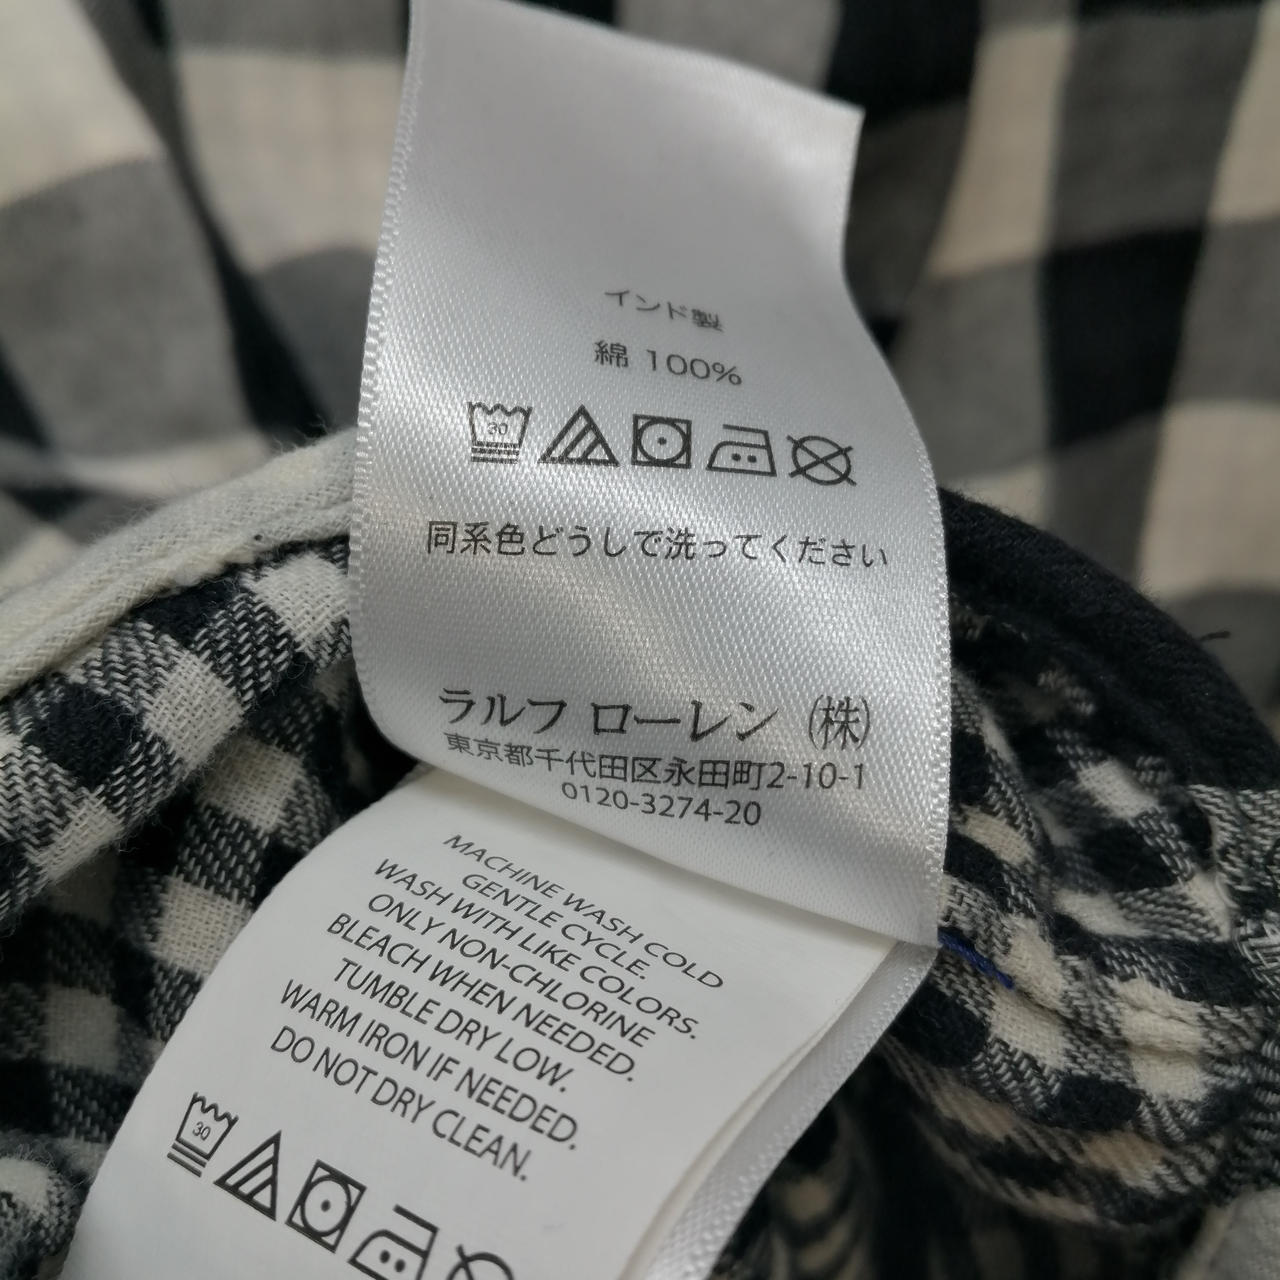 インド製
綿 100%
30
同系色どうしで洗ってください
ラルフ ローレン (株)
東京都千代田区永田町2-10-1
0120-3274-20
MACHINE WASH COLD
GENTLE CYCLE.
WASH WITH LIKE COLORS.
ONLY NON-CHLORINE
BLEACH WHEN NEEDED.
TUMBLE DRY LOW.
WARM IRON IF NEEDED.
DO NOT DRY CLEAN.
30